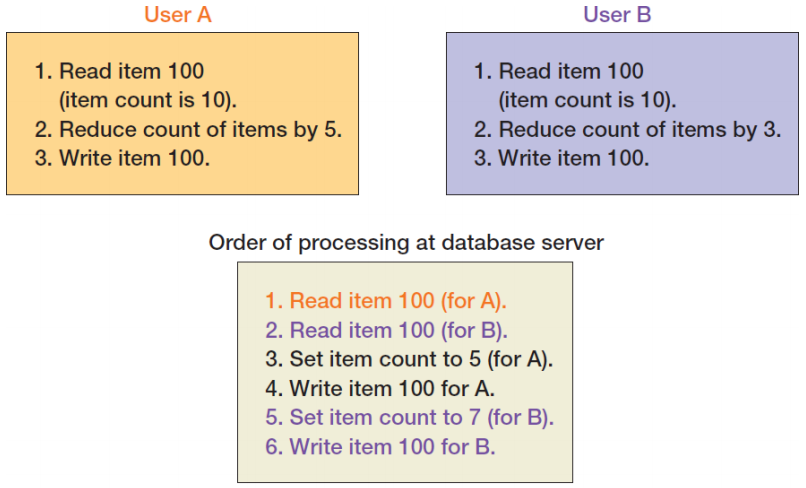 User A
1. Read item 100
(item count is 10).
2. Reduce count of items by 5.
3. Write item 100.
User B
1. Read item 100
(item count is 10).
2. Reduce count of items by 3.
3. Write item 100.
Order of processing at database server
1. Read item 100 (for A).
2. Read item 100 (for B).
3. Set item count to 5 (for A).
4. Write item 100 for A.
5. Set item count to 7 (for B).
6. Write item 100 for B.